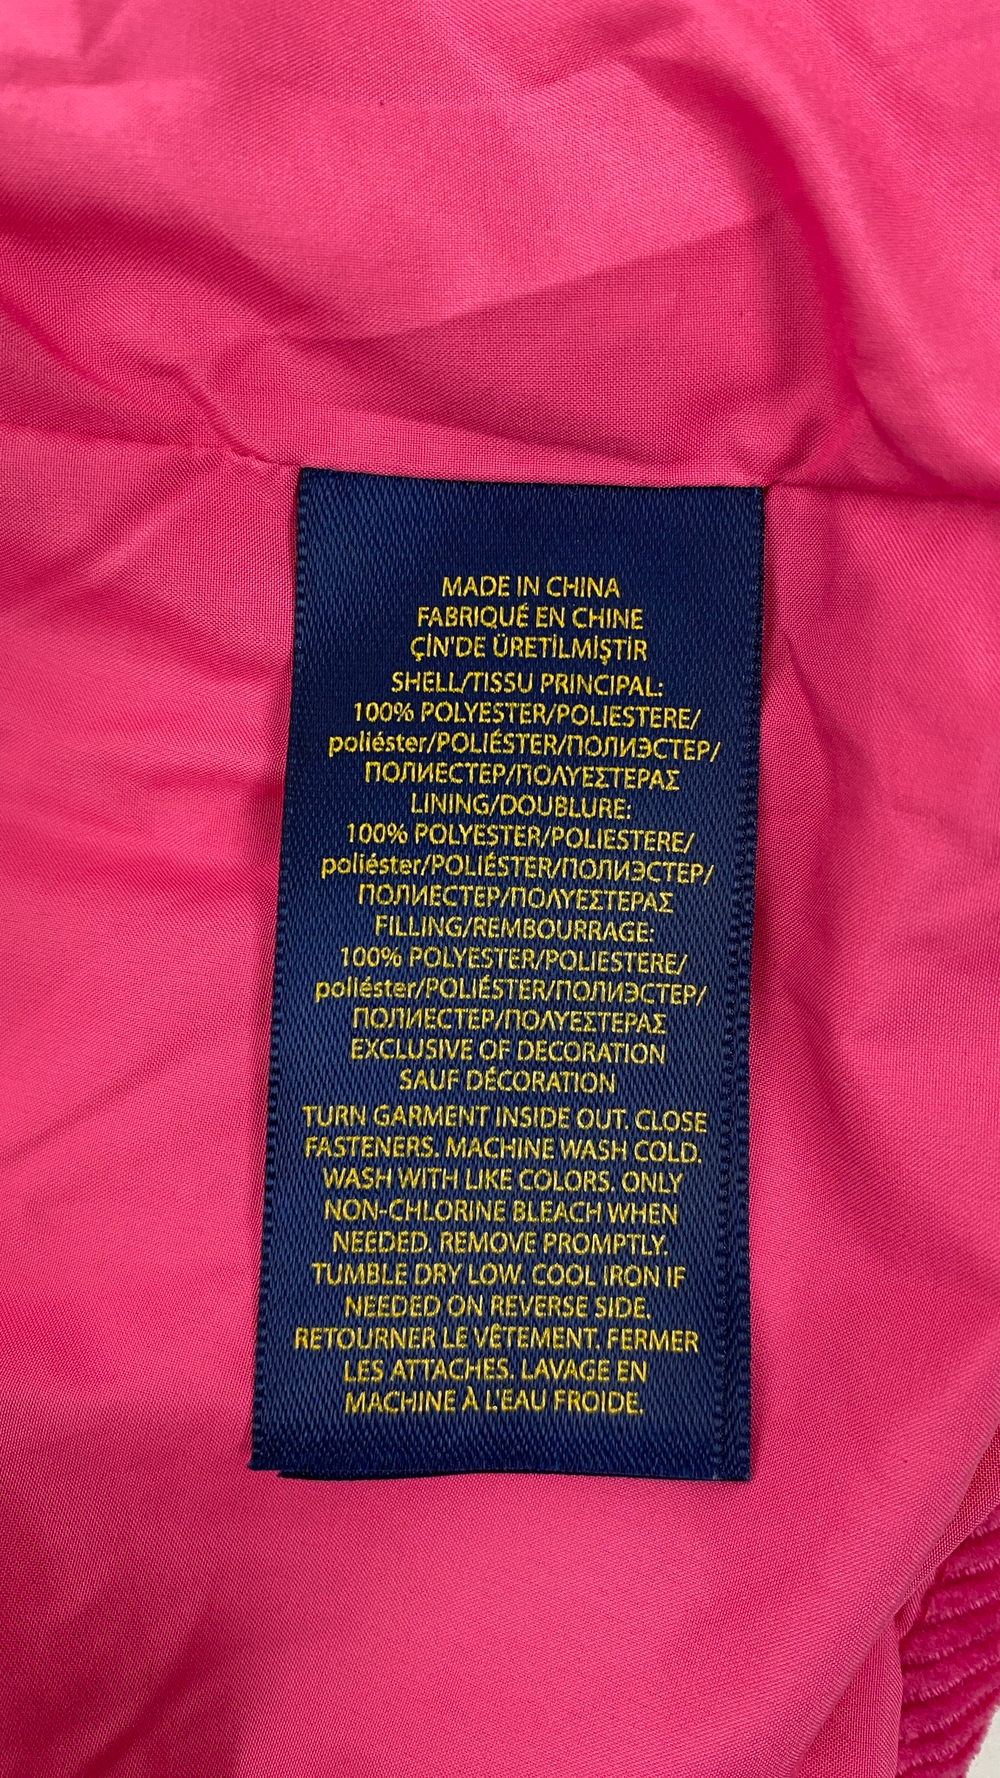 MADE IN CHINA
FABRIQUÉ EN CHINE
ÇİN'DE ÜRETİLMİŞTİR
SHELL/TISSU PRINCIPAL:
100% POLYESTER/POLIESTERE/
poliéster/POLIÉSTER/ПОЛИЭСТЕР/
ПОЛИЕСТЕР/ΠΟΛΥΕΣΤΕΡΑΣ
LINING/DOUBLURE:
100% POLYESTER/POLIESTERE/
poliéster/POLIÉSTER/ПОЛИЭСТЕР/
ПОЛИЕСТЕР/ΠΟΛΥΕΣΤΕΡΑΣ
FILLING/REMBOURRAGE:
100% POLYESTER/POLIESTERE/
poliéster/POLIÉSTER/ПОЛИЭСТЕР/
ПОЛИЕСТЕР/ΠΟΛΥΕΣΤΕΡΑΣ
EXCLUSIVE OF DECORATION
SAUF DÉCORATION
TURN GARMENT INSIDE OUT. CLOSE
FASTENERS. MACHINE WASH COLD.
WASH WITH LIKE COLORS. ONLY
NON-CHLORINE BLEACH WHEN
NEEDED. REMOVE PROMPTLY.
TUMBLE DRY LOW. COOL IRON IF
NEEDED ON REVERSE SIDE.
RETOURNER LE VÊTEMENT. FERMER
LES ATTACHES. LAVAGE EN
MACHINE À L'EAU FROIDE.